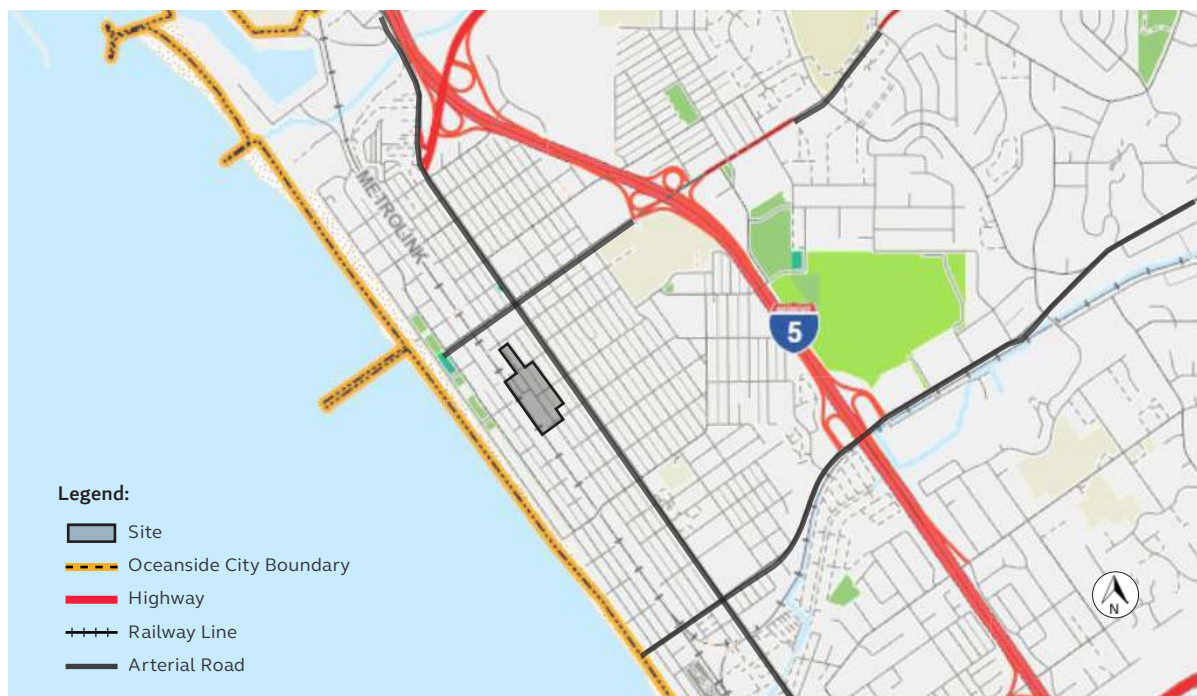 METROLINK
5
Legend:
Site
Oceanside City Boundary
Highway
Railway Line
Arterial Road
N